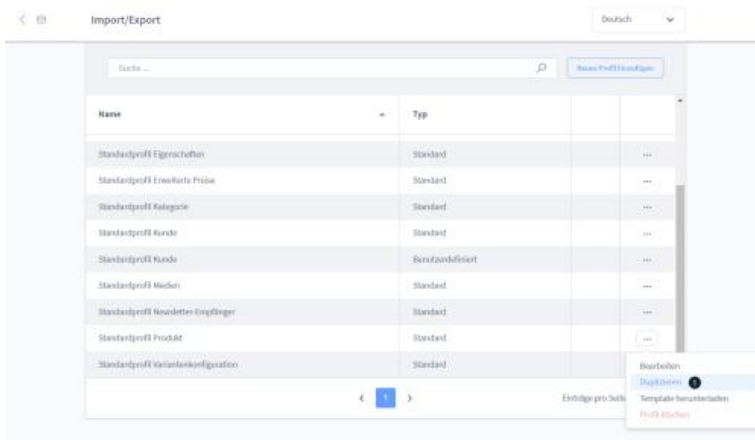 Import/Export
Deutsch
Suche ...
Neues Profil hinzufügen
Name Typ
Standardprofil Eigenschaften Standard
Standardprofil Erweiterte Preise Standard
Standardprofil Kategorie Standard
Standardprofil Kunde Standard
Standardprofil Kunde Benutzerdefiniert
Standardprofil Medien Standard
Standardprofil Newsletter-Empfänger Standard
Standardprofil Produkt Standard
Standardprofil Variantenkonfiguration Standard
Bearbeiten
Duplizieren 1
Template herunterladen
Profil löschen
1
Einträge pro Seite